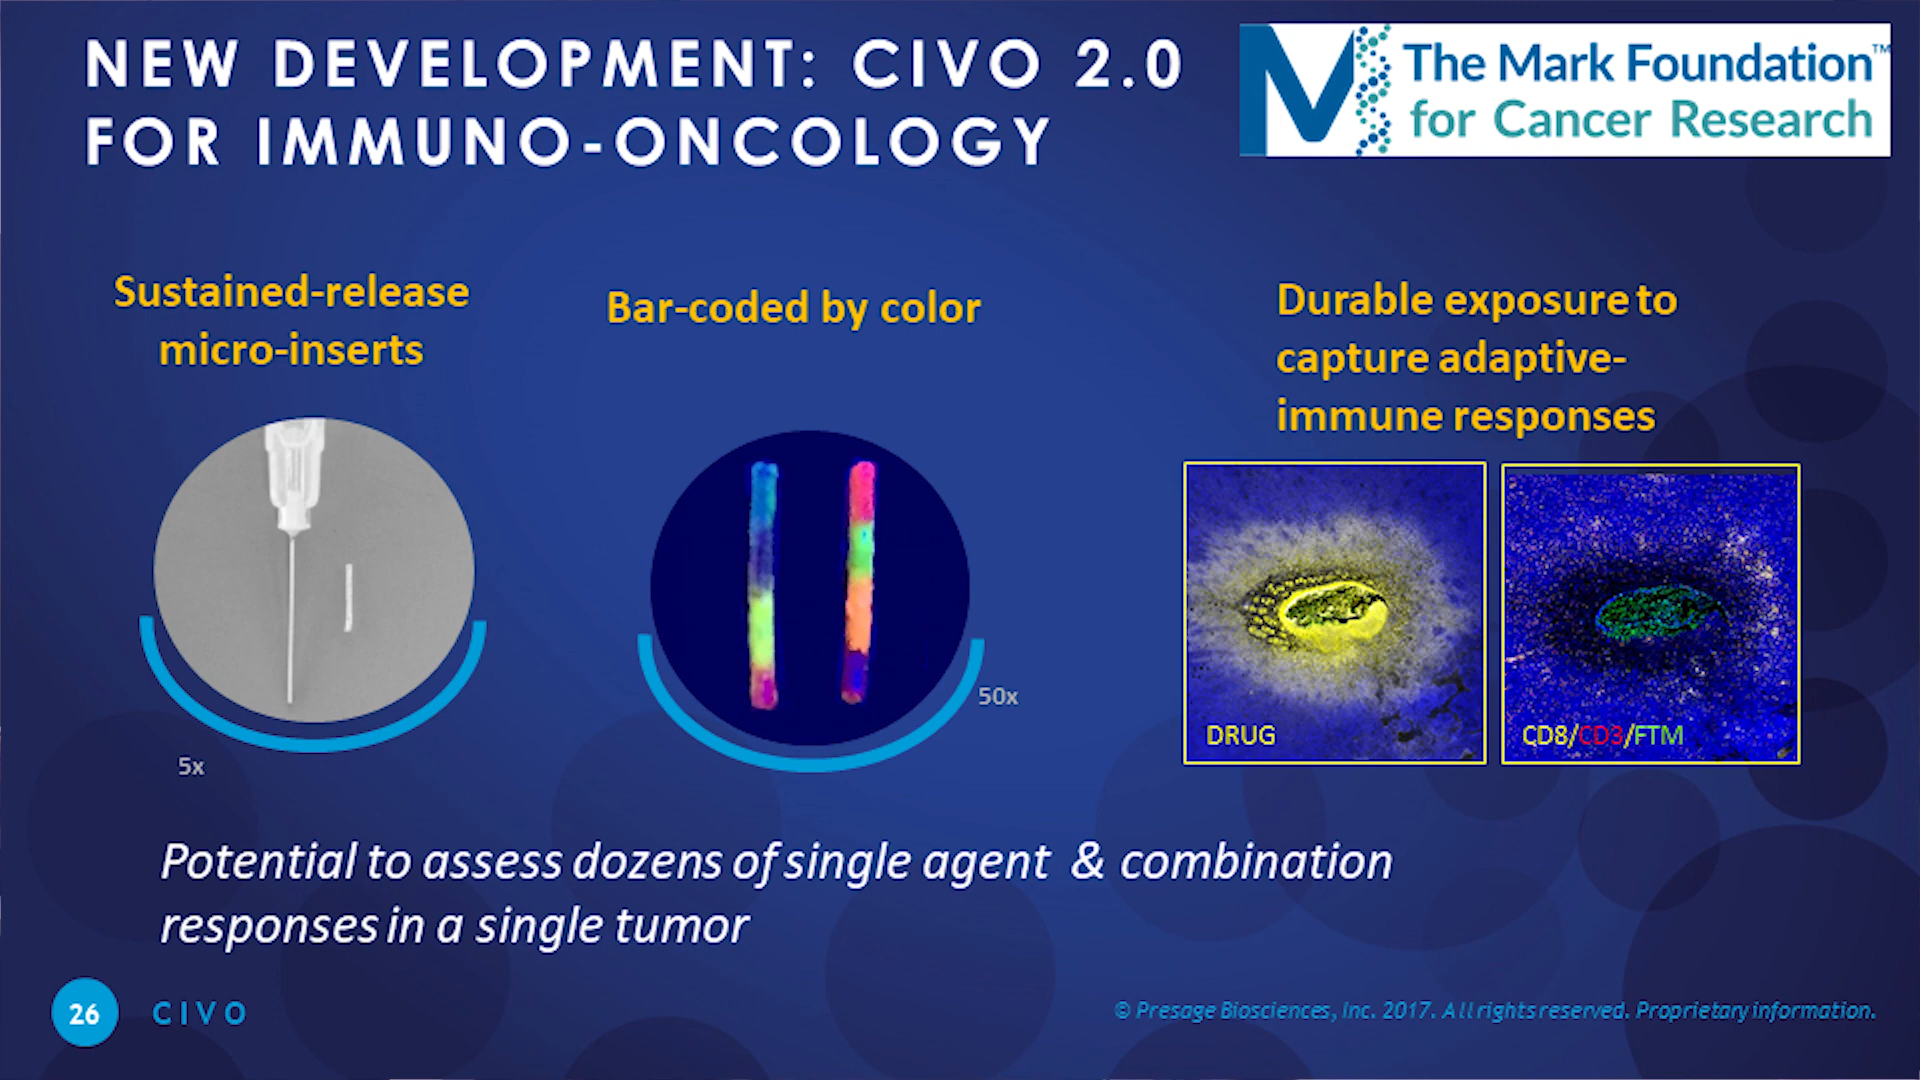 NEW DEVELOPMENT: CIVO 2.0
FOR IMMUNO-ONCOLOGY
The Mark Foundation™
for Cancer Research
Sustained-release
micro-inserts
Bar-coded by color
Durable exposure to
capture adaptive-
immune responses
5x
50x
DRUG
CD8/CD3/FTM
Potential to assess dozens of single agent & combination
responses in a single tumor
26
CIVO
© Presage Biosciences, Inc. 2017. All rights reserved. Proprietary information.